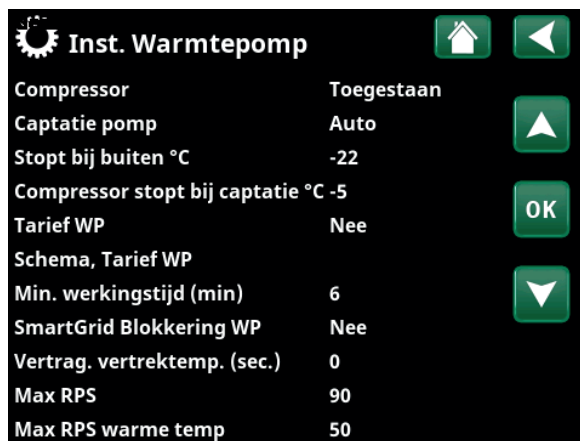 Inst. Warmtepomp
Compressor Toegestaan
Captatie pomp Auto
Stopt bij buiten °C -22
Compressor stopt bij captatie °C -5
OK
Tarief WP Nee
Schema, Tarief WP
Min. werkingstijd (min) 6
SmartGrid Blokkering WP Nee
Vertrag. vertrektemp. (sec.) 0
Max RPS 90
Max RPS warme temp 50